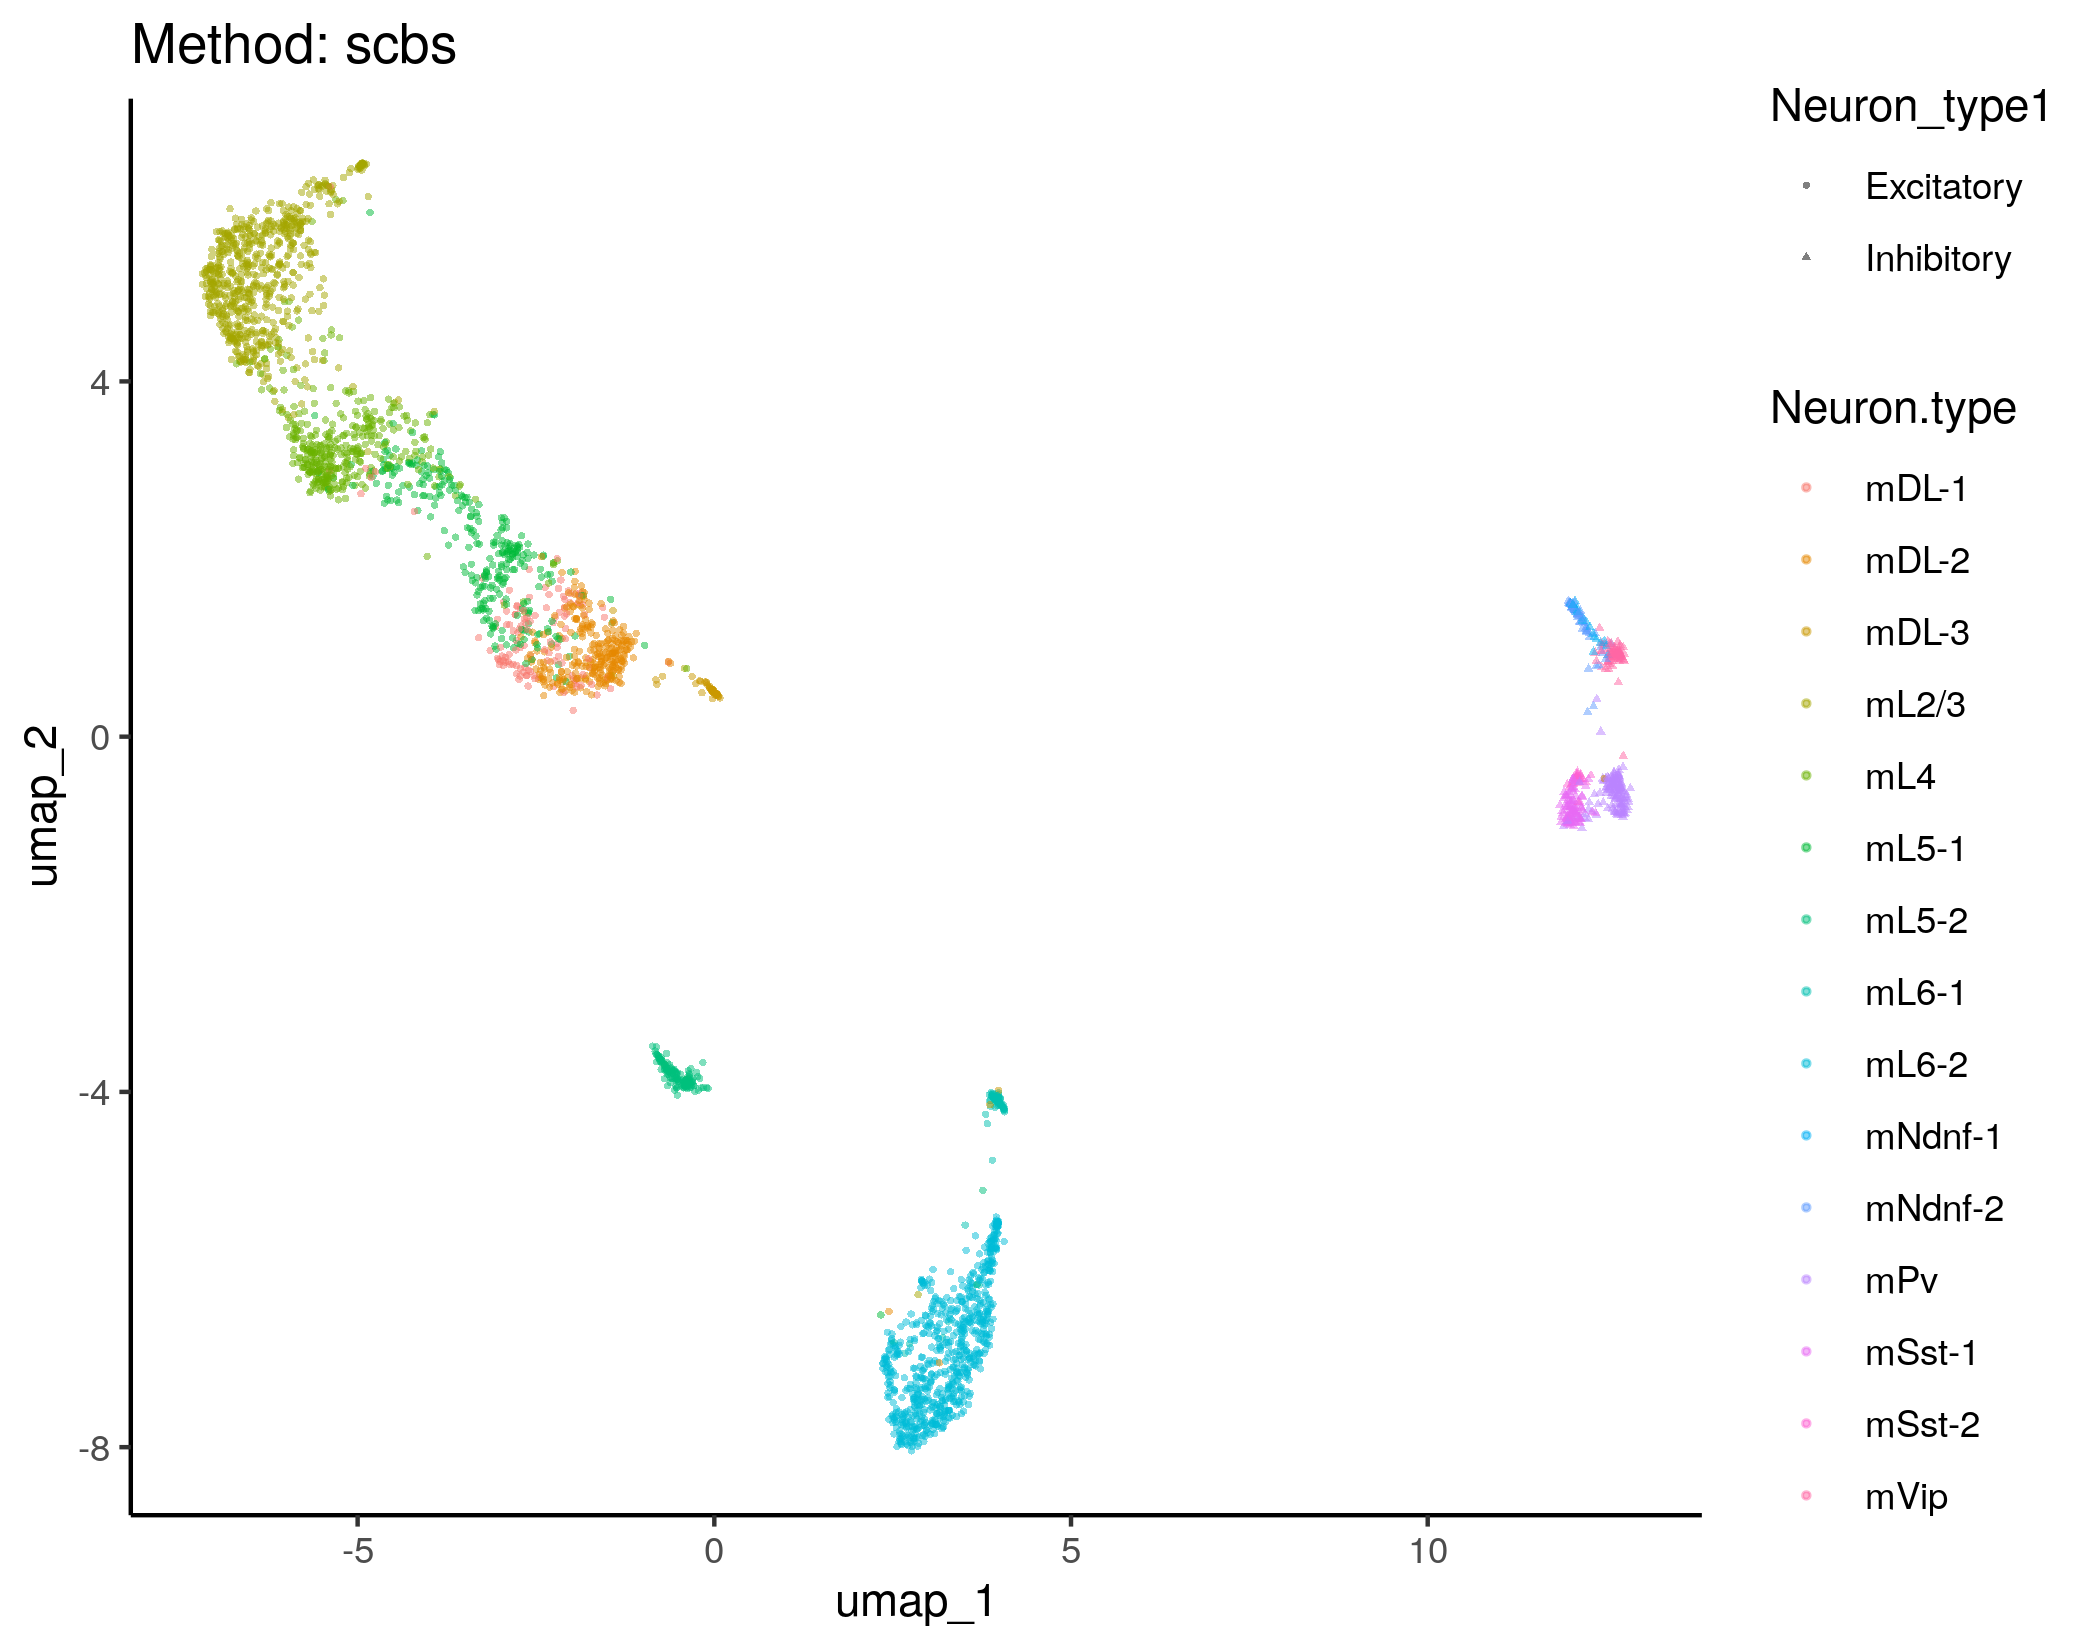 Method: scbs
Neuron_type1
Excitatory
Inhibitory
Neuron.type
mDL-1
mDL-2
mDL-3
mL2/3
mL4
mL5-1
mL5-2
mL6-1
mL6-2
mNdnf-1
mNdnf-2
mPv
mSst-1
mSst-2
mVip
umap_2
4
0
-4
-8
-5
0
5
10
umap_1